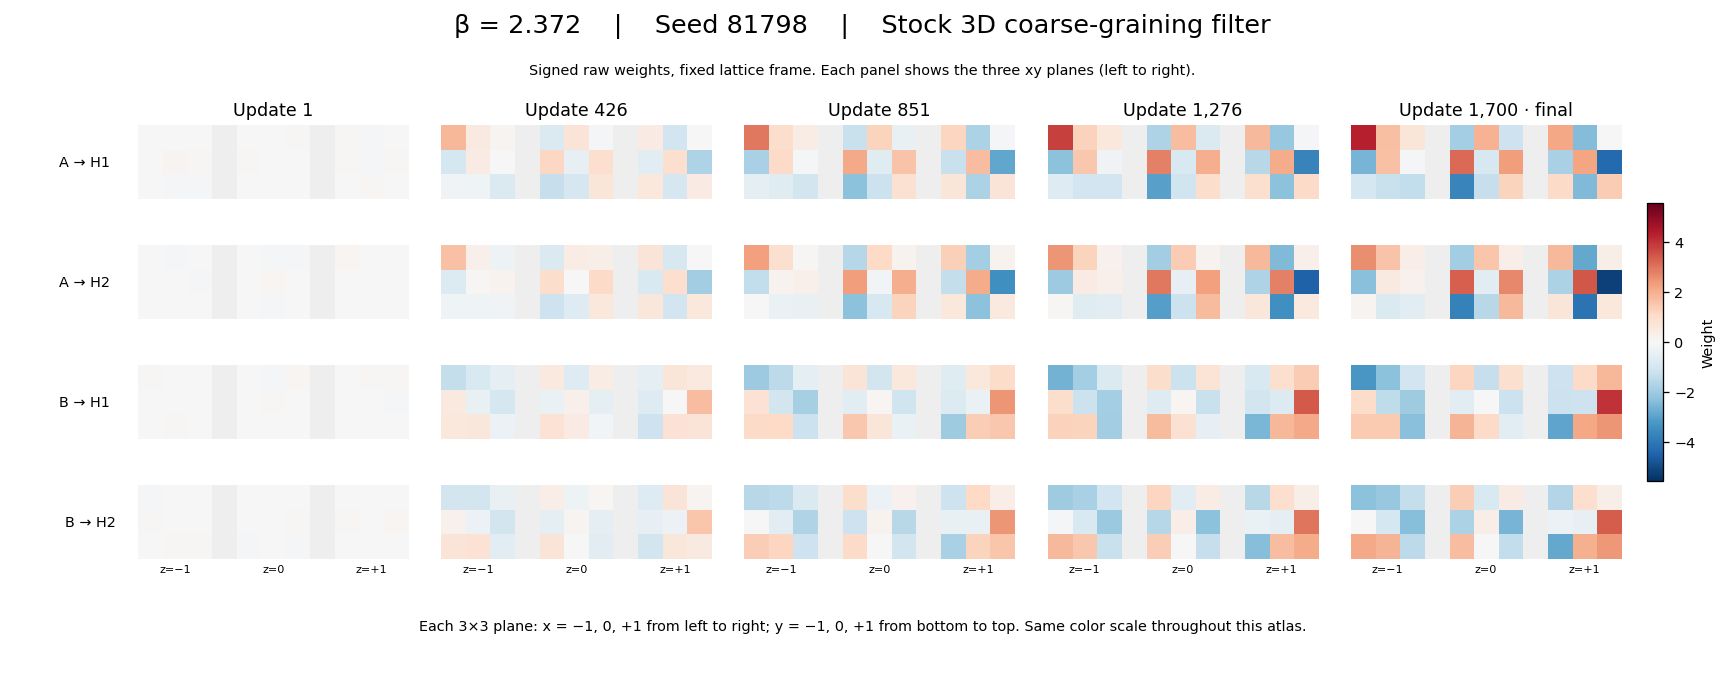 β = 2.372 | Seed 81798 | Stock 3D coarse-graining filter
Signed raw weights, fixed lattice frame. Each panel shows the three xy planes (left to right).
Update 1 Update 426 Update 851 Update 1,276 Update 1,700 · final
A → H1
A → H2
B → H1
B → H2
z=−1 z=0 z=+1 z=−1 z=0 z=+1 z=−1 z=0 z=+1 z=−1 z=0 z=+1 z=−1 z=0 z=+1
4
2
0
−2
−4
Weight
Each 3×3 plane: x = −1, 0, +1 from left to right; y = −1, 0, +1 from bottom to top. Same color scale throughout this atlas.